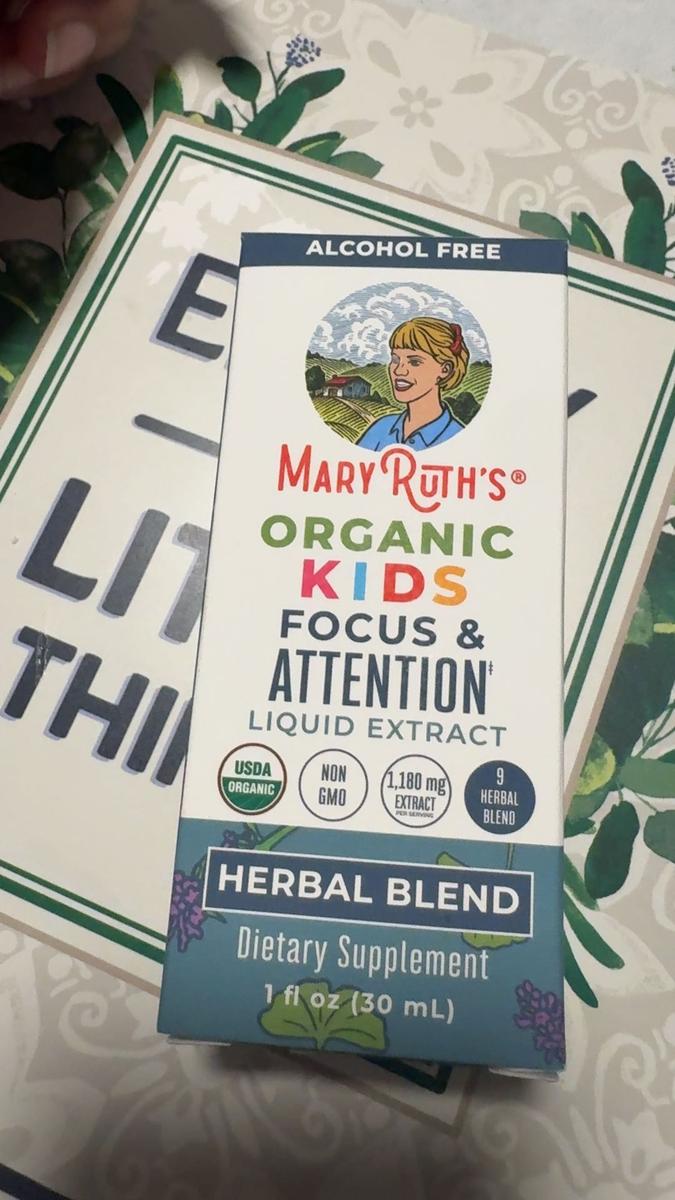 ALCOHOL FREE
MARY RUTH'S®
ORGANIC
KIDS
FOCUS &
ATTENTION‡
LIQUID EXTRACT
USDA
ORGANIC
NON
GMO
1,180 mg
EXTRACT
PER SERVING
9
HERBAL
BLEND
HERBAL BLEND
Dietary Supplement
1 fl oz (30 mL)